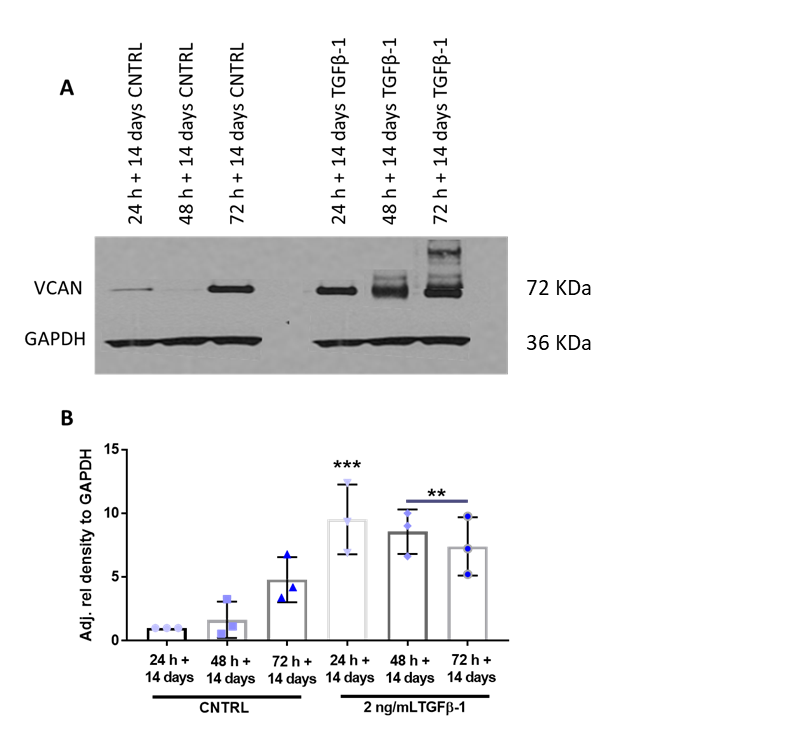 A
24 h + 14 days CNTRL
48 h + 14 days CNTRL
72 h + 14 days CNTRL
24 h + 14 days TGFβ-1
48 h + 14 days TGFβ-1
72 h + 14 days TGFβ-1
VCAN
72 KDa
GAPDH
36 KDa
B
Adj. rel density to GAPDH
15
10
5
0
***
**
24 h +
14 days
48 h +
14 days
72 h +
14 days
24 h +
14 days
48 h +
14 days
72 h +
14 days
CNTRL
2 ng/mLTGFβ-1